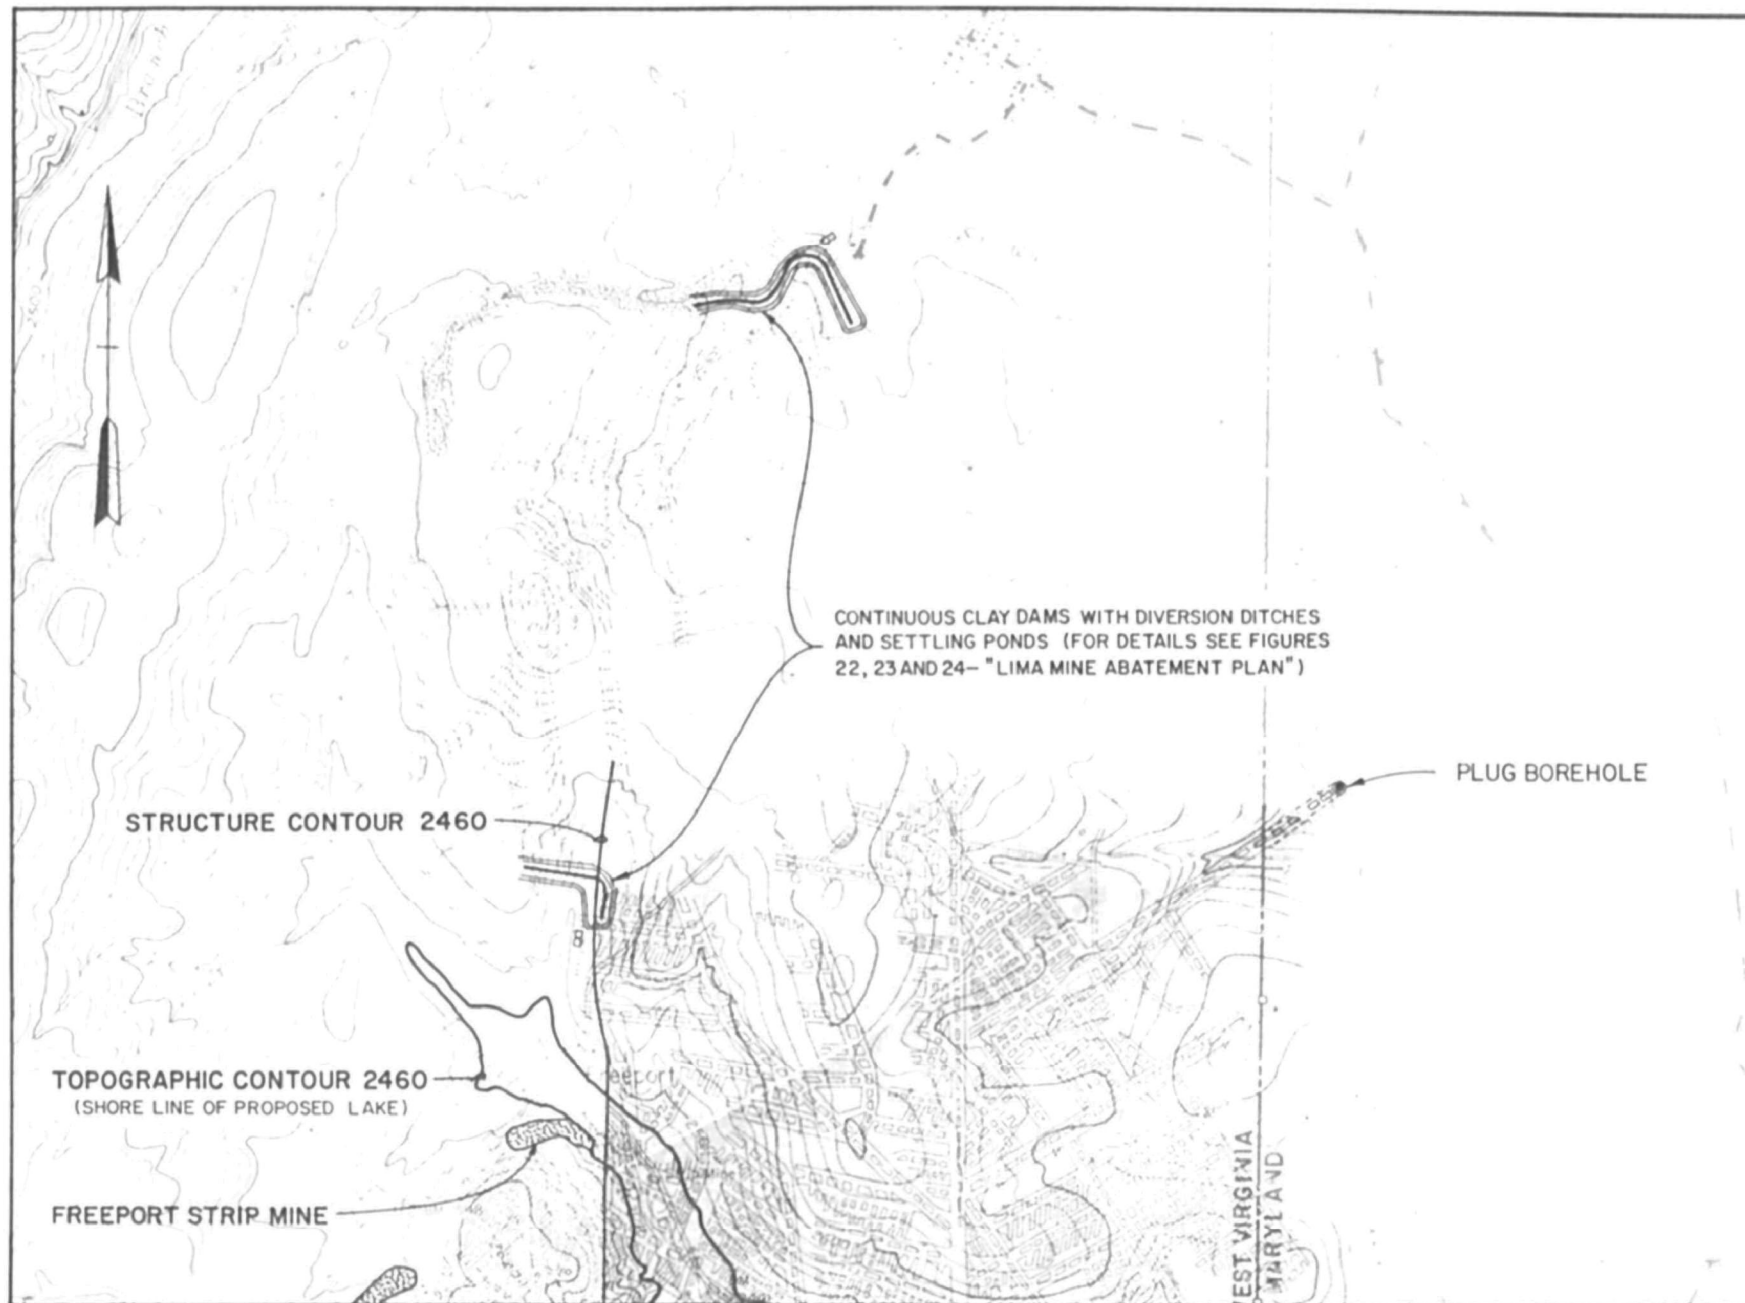 Branch
2500
CONTINUOUS CLAY DAMS WITH DIVERSION DITCHES
AND SETTLING PONDS (FOR DETAILS SEE FIGURES
22, 23 AND 24- "LIMA MINE ABATEMENT PLAN")
PLUG BOREHOLE
STRUCTURE CONTOUR 2460
TOPOGRAPHIC CONTOUR 2460
(SHORE LINE OF PROPOSED LAKE)
FREEPORT STRIP MINE
WEST VIRGINIA
MARYLAND